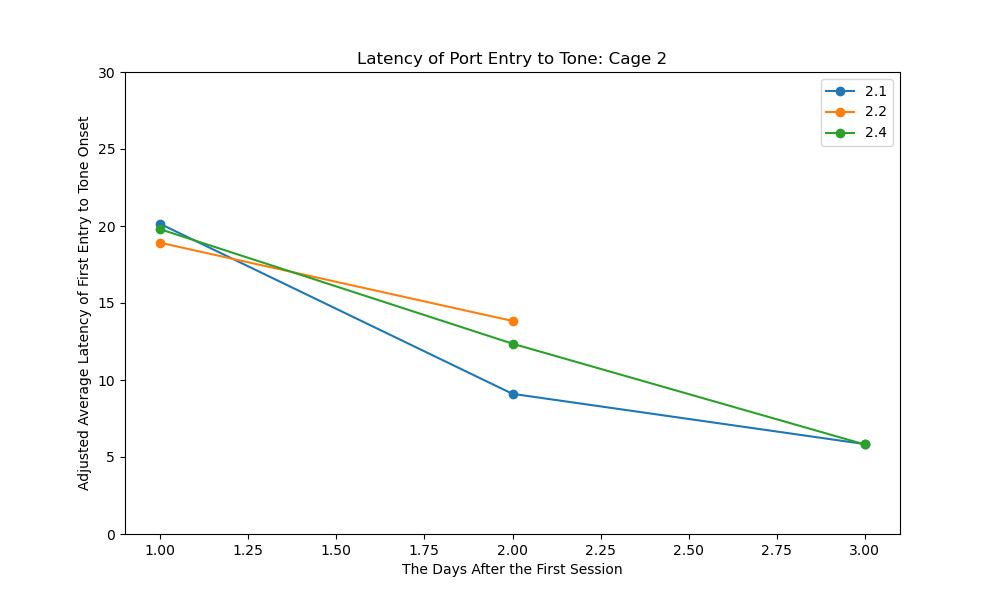 Latency of Port Entry to Tone: Cage 2
Adjusted Average Latency of First Entry to Tone Onset
30
25
20
15
10
5
0
2.1
2.2
2.4
1.00 1.25 1.50 1.75 2.00 2.25 2.50 2.75 3.00
The Days After the First Session